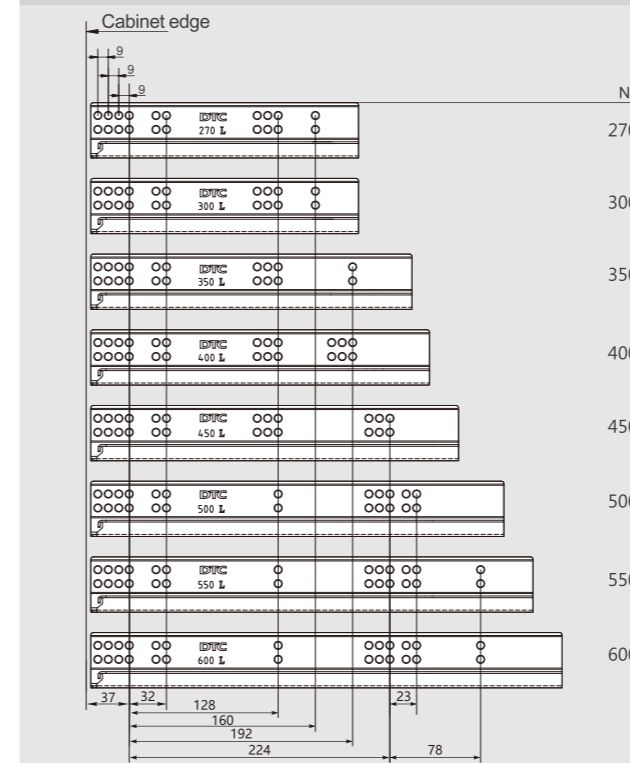 Cabinet edge
9
9
9
N
DTC
270 L
270
DTC
300 L
300
DTC
350 L
350
DTC
400 L
400
DTC
450 L
450
DTC
500 L
500
DTC
550 L
550
DTC
600 L
600
37
32
23
128
160
192
224
78